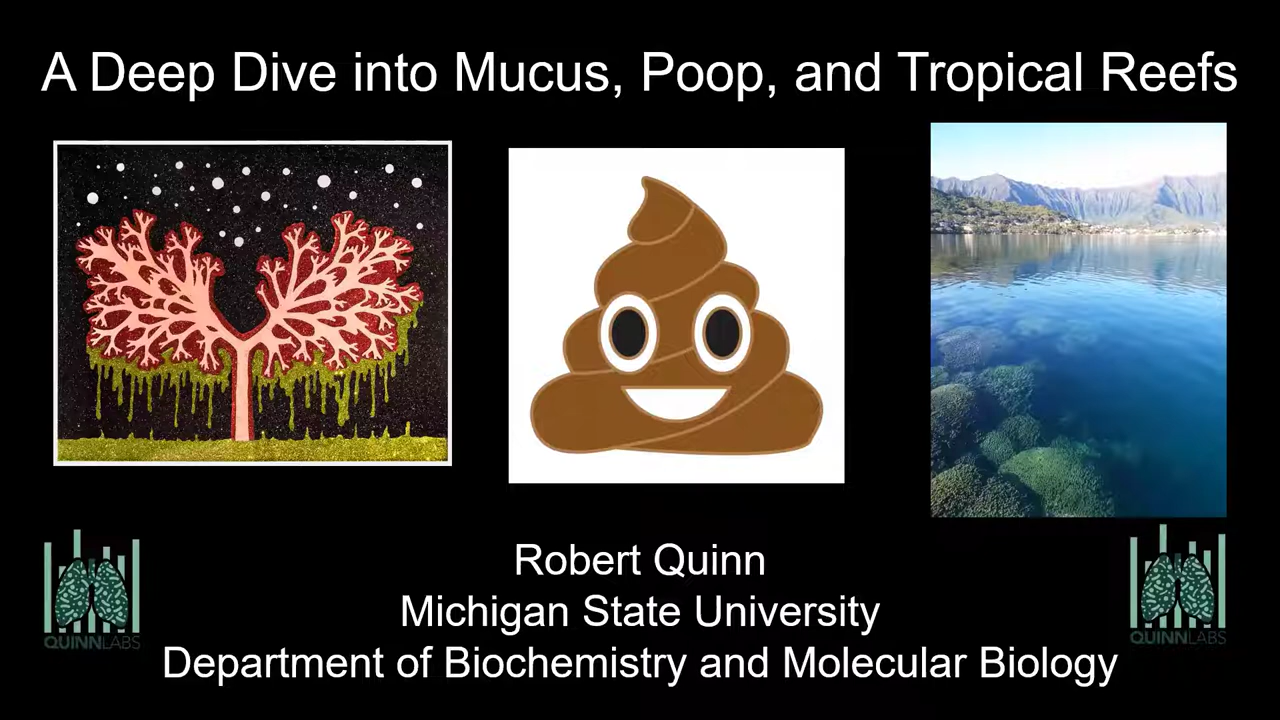 A Deep Dive into Mucus, Poop, and Tropical Reefs
Robert Quinn
Michigan State University
Department of Biochemistry and Molecular Biology
QUINNLABS
QUINNLABS